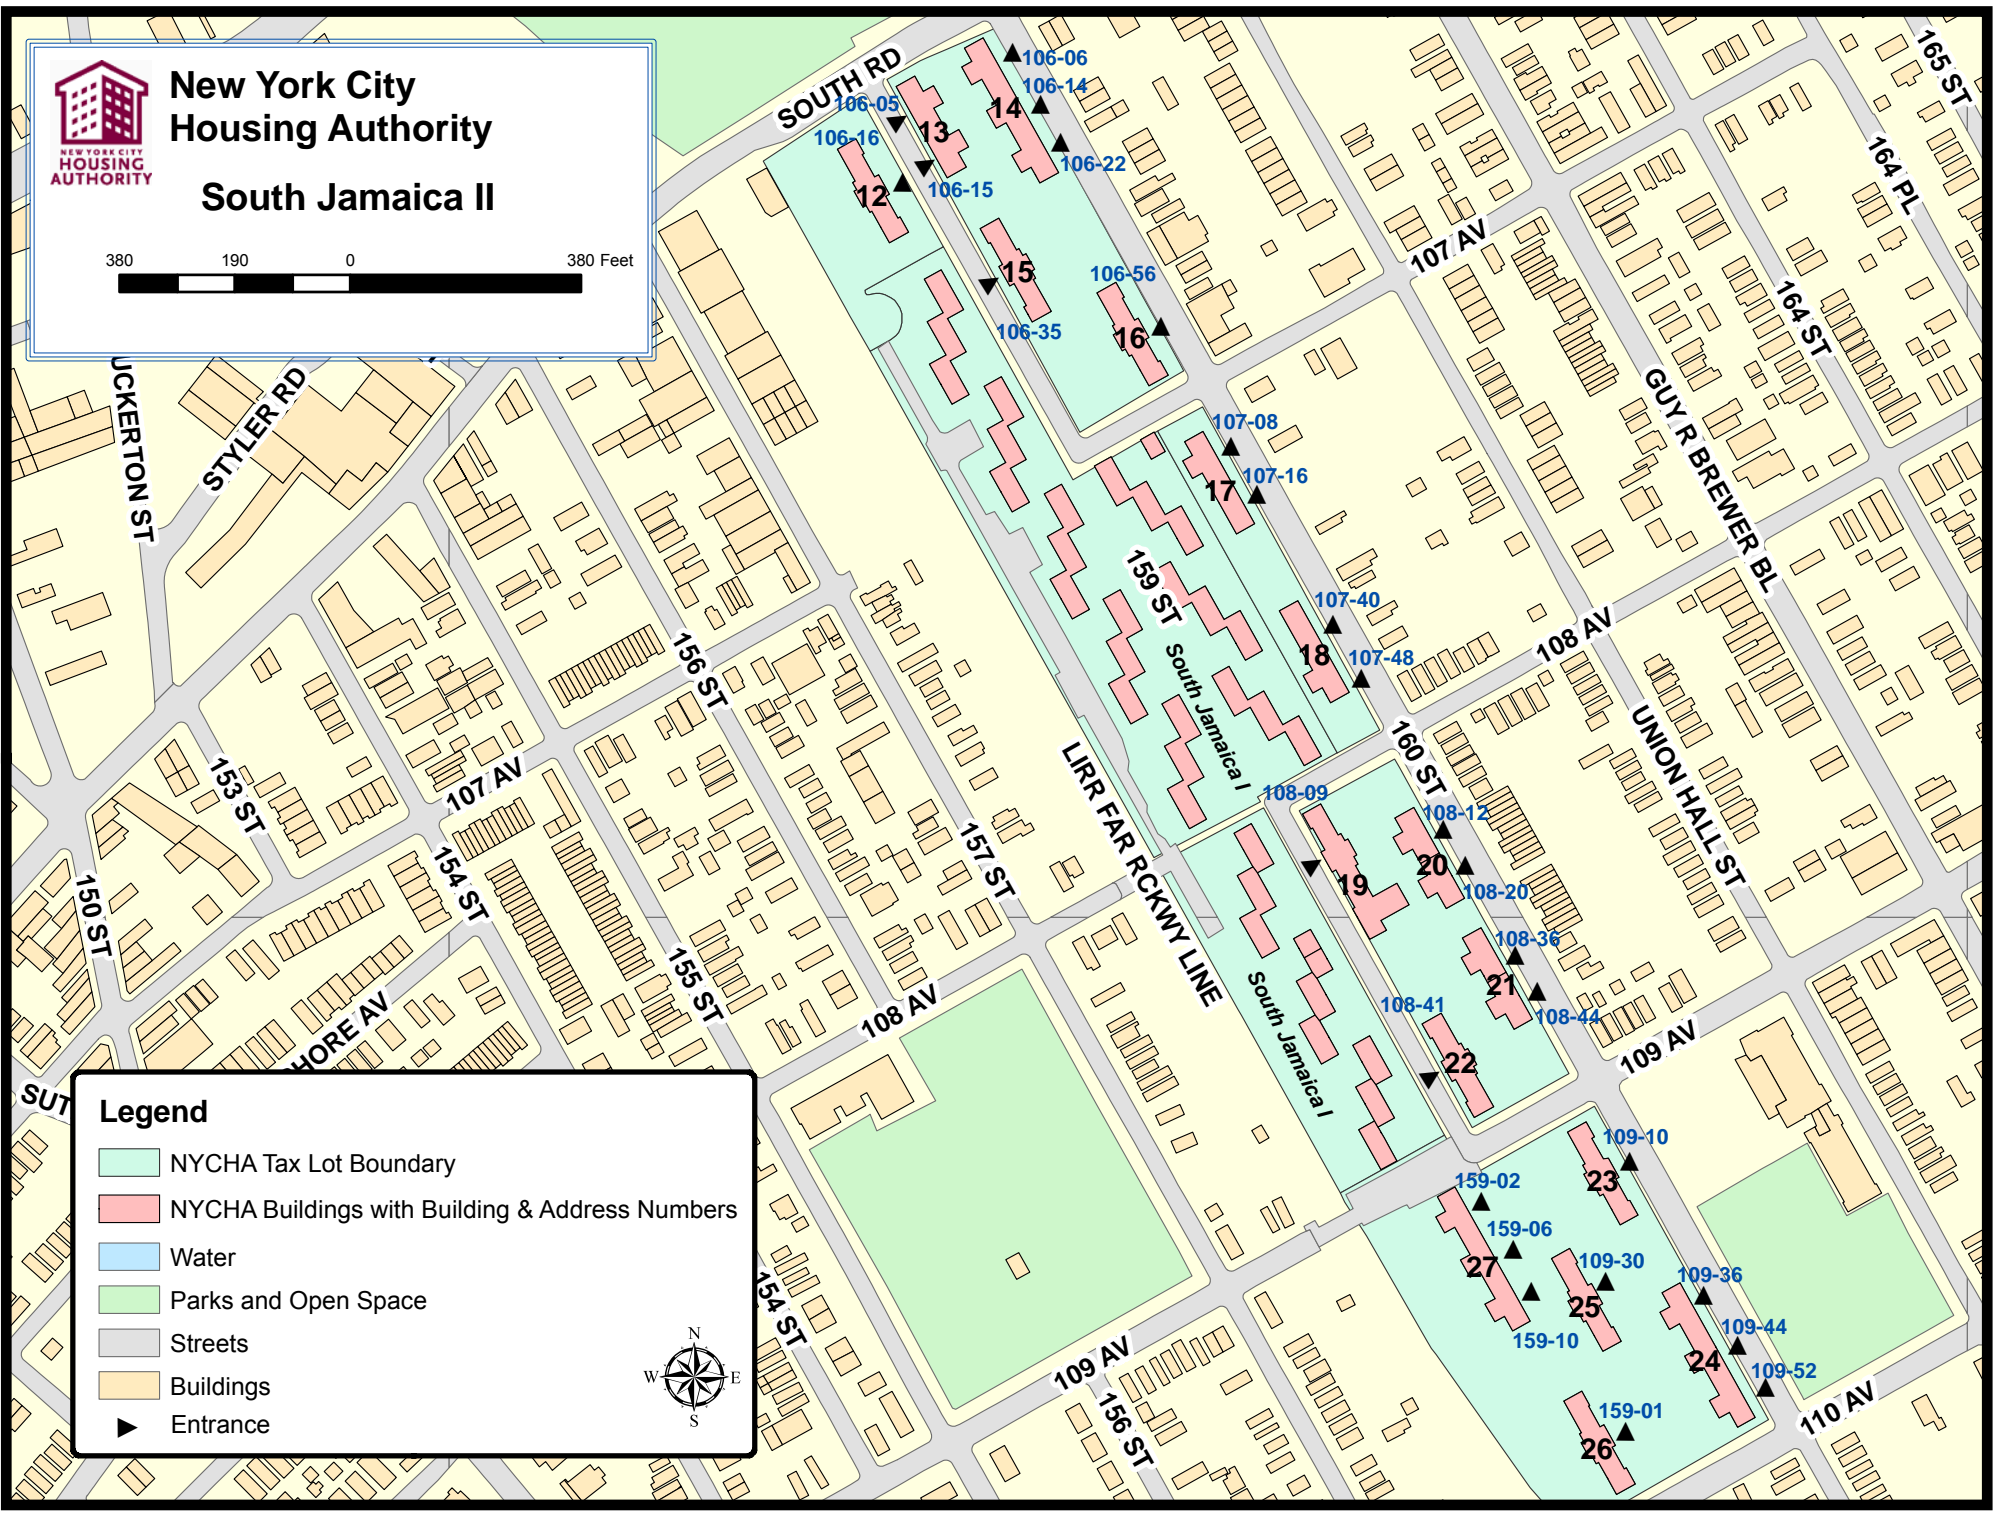 New York City
Housing Authority
South Jamaica II
NEW YORK CITY
HOUSING
AUTHORITY
380 190 0 380 Feet
SOUTH RD
165 ST
164 PL
164 ST
107 AV
GUY R BREWER BL
108 AV
UNION HALL ST
109 AV
110 AV
160 ST
159 ST
South Jamaica I
South Jamaica I
LIRR FAR RCKWY LINE
157 ST
156 ST
155 ST
154 ST
153 ST
150 ST
107 AV
108 AV
109 AV
156 ST
154 ST
STYLER RD
UCKERTON ST
HORE AV
SUT
106-05
106-16
13
12
106-15
14
106-06
106-14
106-22
15
106-35
106-56
16
107-08
107-16
17
107-40
18
107-48
108-09
19
108-12
20
108-20
108-36
21
108-44
108-41
22
109-10
23
159-02
159-06
27
159-10
109-30
25
109-36
109-44
24
109-52
159-01
26
Legend
NYCHA Tax Lot Boundary
NYCHA Buildings with Building & Address Numbers
Water
Parks and Open Space
Streets
Buildings
Entrance
N
W E
S